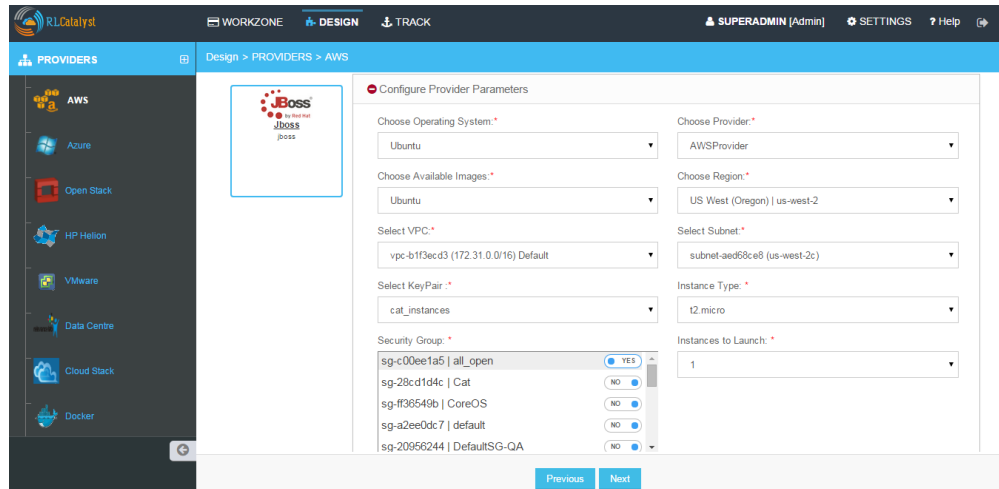 RLCatalyst
WORKZONE
DESIGN
TRACK
SUPERADMIN [Admin]
SETTINGS
? Help
PROVIDERS
Design > PROVIDERS > AWS
AWS
Azure
Open Stack
HP Helion
VMware
Data Centre
Cloud Stack
Docker
JBoss
by Red Hat
Jboss
jboss
Configure Provider Parameters
Choose Operating System:*
Ubuntu
Choose Provider:*
AWSProvider
Choose Available Images:*
Ubuntu
Choose Region:*
US West (Oregon) | us-west-2
Select VPC:*
vpc-b1f3ecd3 (172.31.0.0/16) Default
Select Subnet:*
subnet-aed68ce8 (us-west-2c)
Select KeyPair :*
cat_instances
Instance Type: *
t2.micro
Security Group: *
sg-c00ee1a5 | all_open
YES
sg-28cd1d4c | Cat
NO
sg-ff36549b | CoreOS
NO
sg-a2ee0dc7 | default
NO
sg-20956244 | DefaultSG-QA
NO
Instances to Launch: *
1
Previous
Next